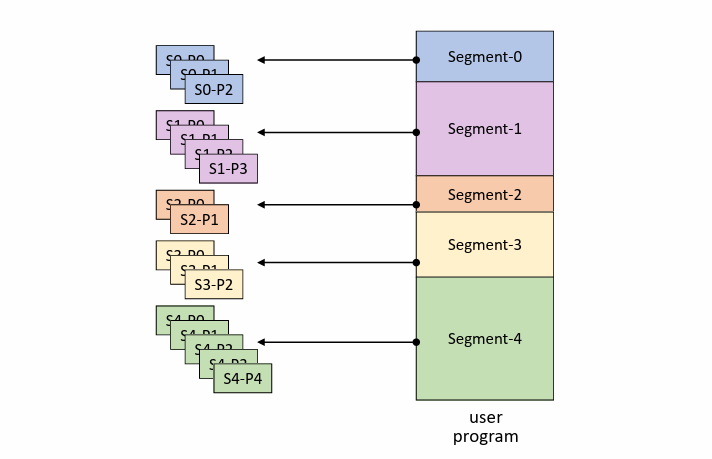 S0-P0
S0-P1
S0-P2
S1-P0
S1-P1
S1-P2
S1-P3
S2-P0
S2-P1
S3-P0
S3-P1
S3-P2
S4-P0
S4-P1
S4-P2
S4-P3
S4-P4
Segment-0
Segment-1
Segment-2
Segment-3
Segment-4
user
program